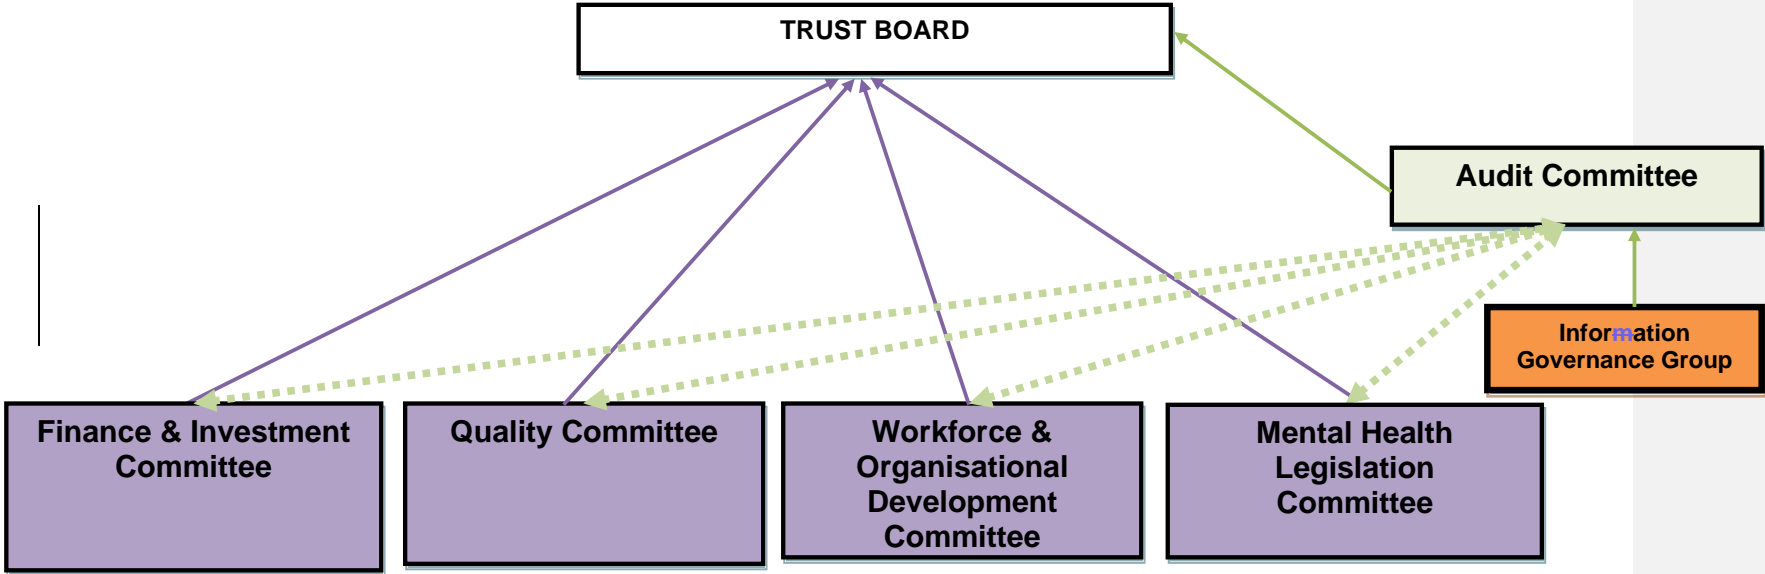 TRUST BOARD
Audit Committee
Information
Governance Group
Finance & Investment
Committee
Quality Committee
Workforce &
Organisational
Development
Committee
Mental Health
Legislation
Committee